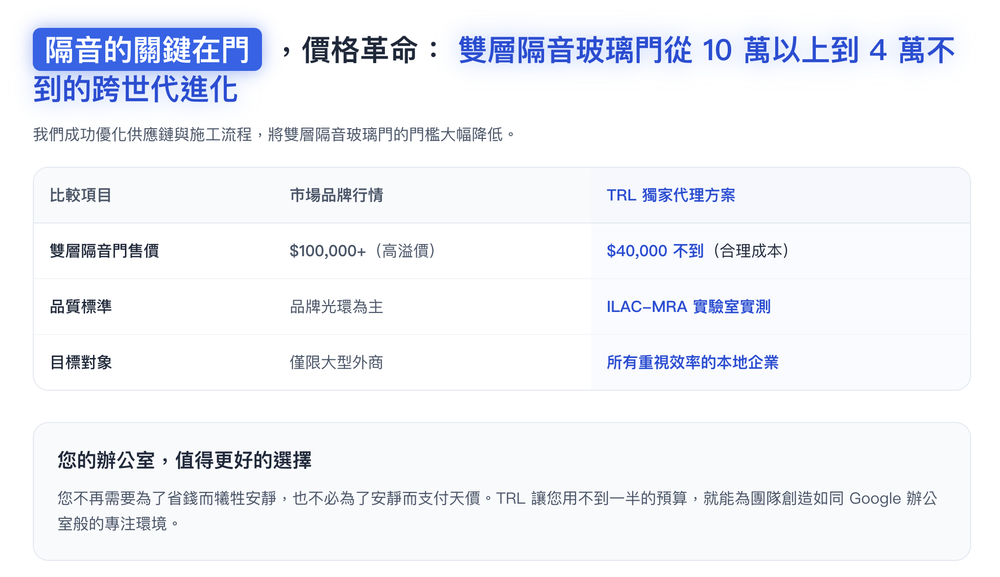 隔音的關鍵在門，價格革命：雙層隔音玻璃門從 10 萬以上到 4 萬不
到的跨世代進化
我們成功優化供應鏈與施工流程，將雙層隔音玻璃門的門檻大幅降低。
比較項目 市場品牌行情 TRL 獨家代理方案
雙層隔音門售價 $100,000+（高溢價） $40,000 不到（合理成本）
品質標準 品牌光環為主 ILAC-MRA 實驗室實測
目標對象 僅限大型外商 所有重視效率的本地企業
您的辦公室，值得更好的選擇
您不再需要為了省錢而犧牲安靜，也不必為了安靜而支付天價。TRL 讓您用不到一半的預算，就能為團隊創造如同 Google 辦公
室般的專注環境。